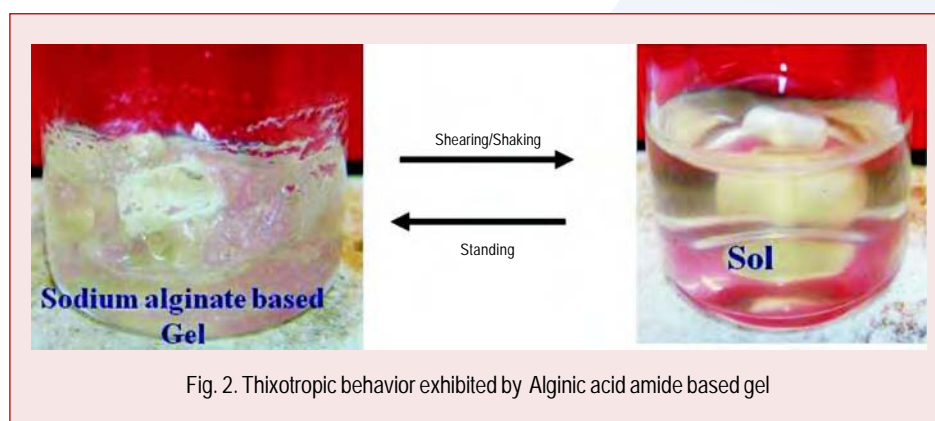 Shearing/Shaking
Standing
Sodium alginate based
Gel
Sol
Fig. 2. Thixotropic behavior exhibited by Alginic acid amide based gel